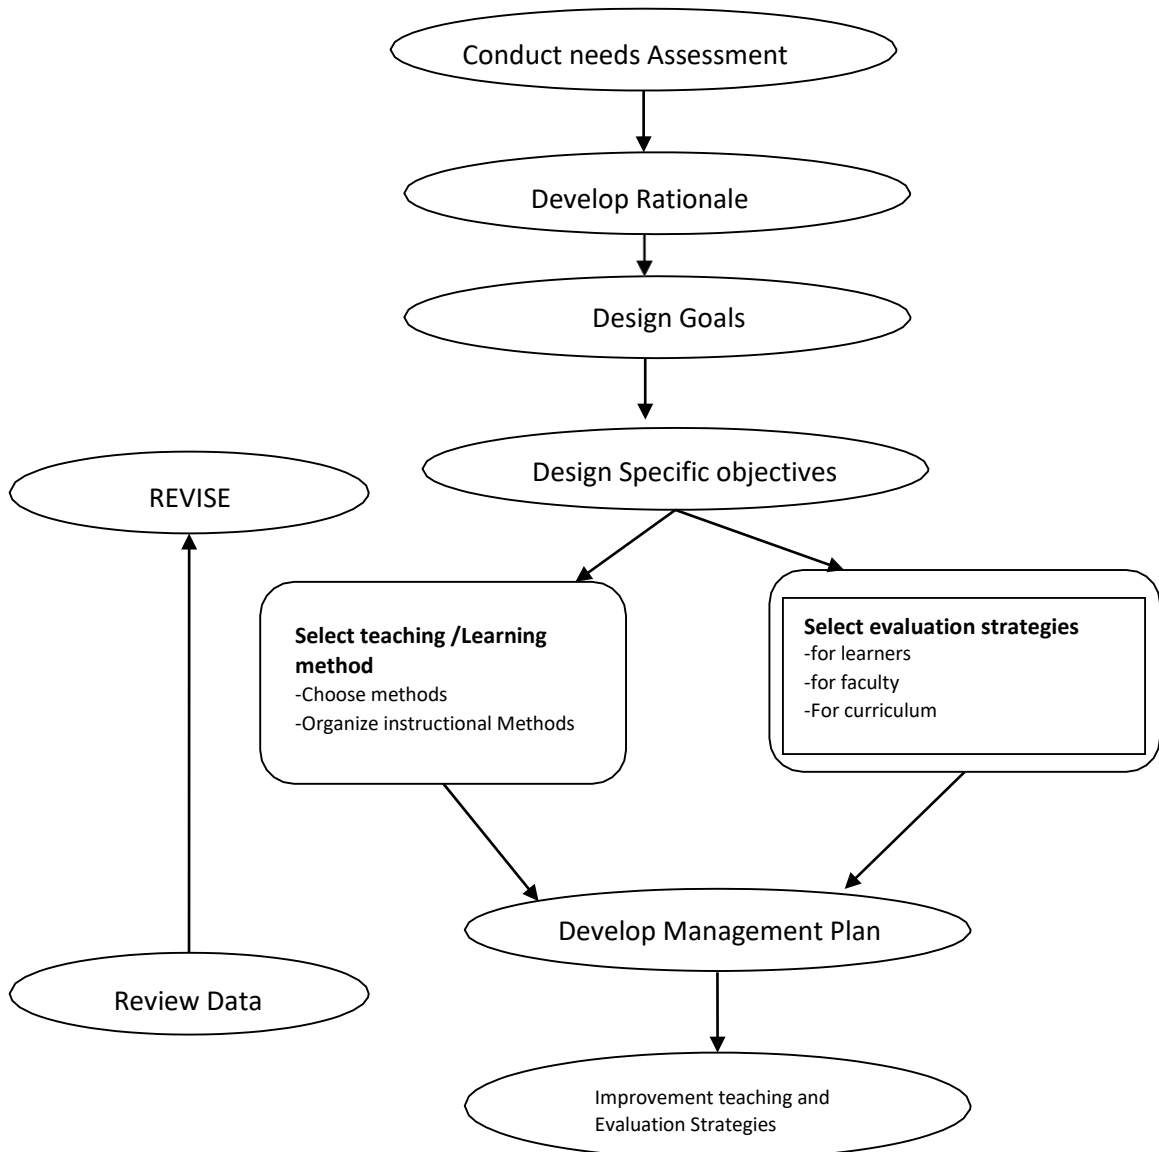 Conduct needs Assessment
Develop Rationale
Design Goals
Design Specific objectives
REVISE
Select teaching /Learning
method
-Choose methods
-Organize instructional Methods
Select evaluation strategies
-for learners
-for faculty
-For curriculum
Develop Management Plan
Review Data
Improvement teaching and
Evaluation Strategies